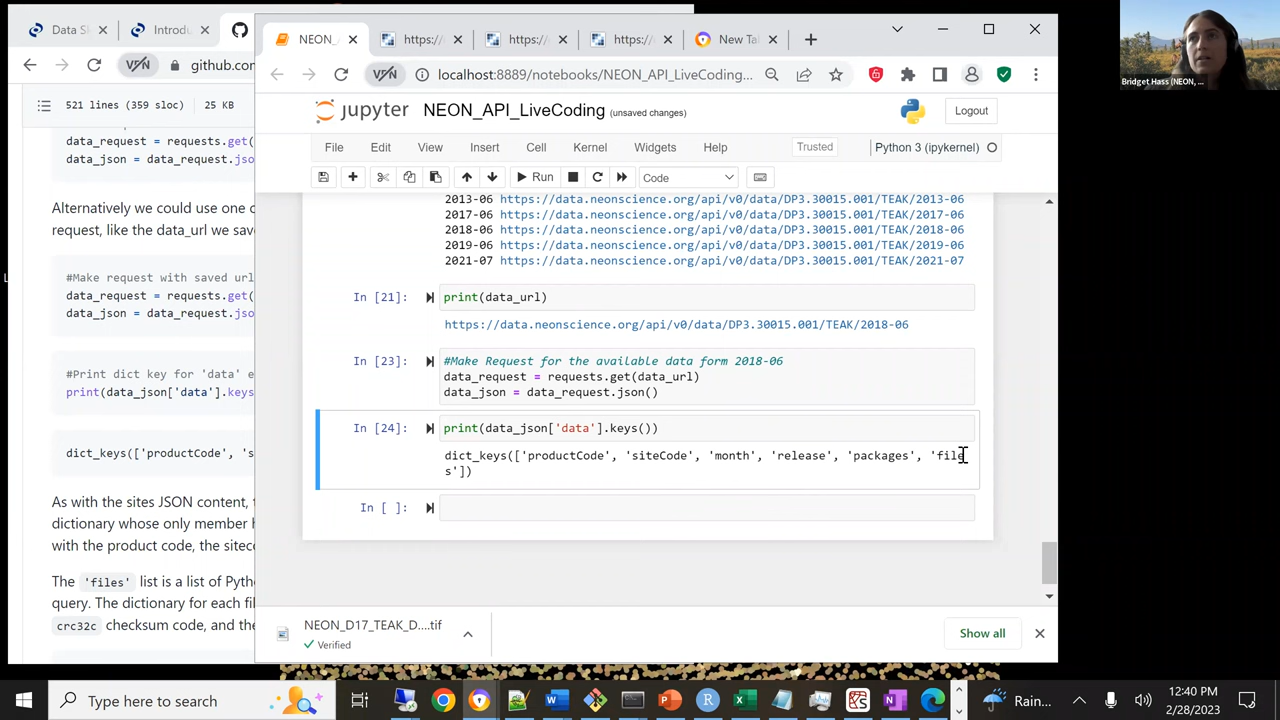 Data Sk
Introdu
github.con
521 lines (359 sloc)
25 KB
data_request = requests.get(
data_json = data_request.jso
Alternatively we could use one o
request, like the data_url we sav
#Make request with saved url
data_request = requests.get(
data_json = data_request.jso
#Print dict key for 'data' e
print(data_json['data'].keys
dict_keys(['productCode', 's
As with the sites JSON content, t
dictionary whose only member h
with the product code, the sitec
The 'files' list is a list of Pyth
query. The dictionary for each fil
crc32c checksum code, and the
NEON_
https://
https://
https://
New Tal
VPN
localhost:8889/notebooks/NEON_API_LiveCoding...
jupyter NEON_API_LiveCoding (unsaved changes)
Logout
File Edit View Insert Cell Kernel Widgets Help
Trusted
Python 3 (ipykernel)
Run
Code
2013-06 https://data.neonscience.org/api/v0/data/DP3.30015.001/TEAK/2013-06
2017-06 https://data.neonscience.org/api/v0/data/DP3.30015.001/TEAK/2017-06
2018-06 https://data.neonscience.org/api/v0/data/DP3.30015.001/TEAK/2018-06
2019-06 https://data.neonscience.org/api/v0/data/DP3.30015.001/TEAK/2019-06
2021-07 https://data.neonscience.org/api/v0/data/DP3.30015.001/TEAK/2021-07
In [21]: print(data_url)
https://data.neonscience.org/api/v0/data/DP3.30015.001/TEAK/2018-06
In [23]: #Make Request for the available data form 2018-06
data_request = requests.get(data_url)
data_json = data_request.json()
In [24]: print(data_json['data'].keys())
dict_keys(['productCode', 'siteCode', 'month', 'release', 'packages', 'file
s'])
In [ ]:
NEON_D17_TEAK_D....tif
Verified
Show all
Bridget Hass (NEON, ...
Type here to search
Rain...
12:40 PM
2/28/2023